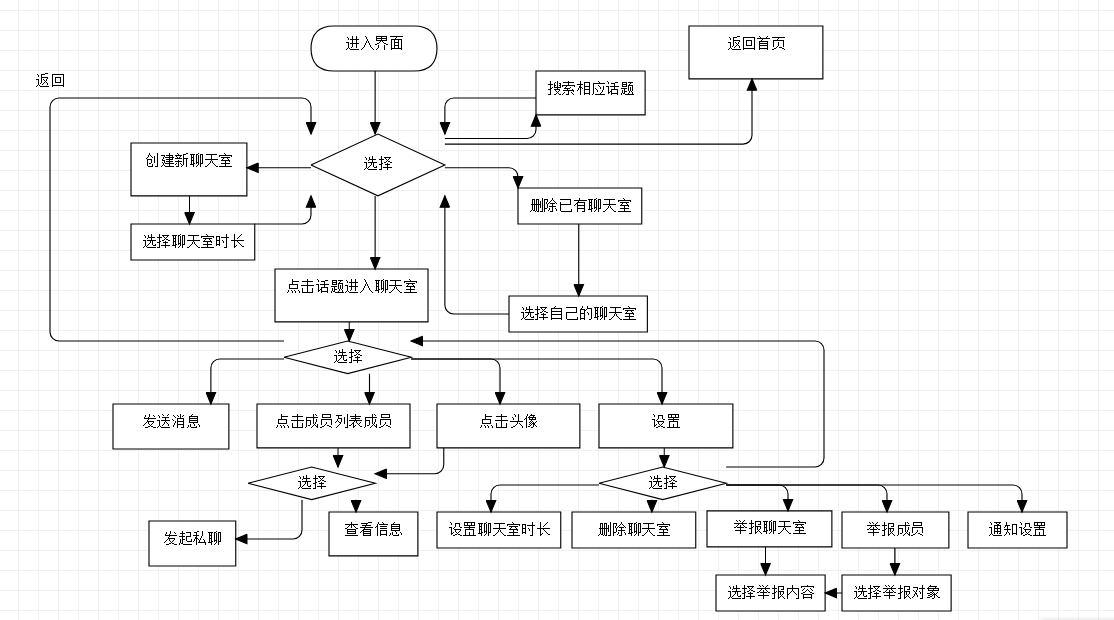 进入界面
返回首页
返回
搜索相应话题
创建新聊天室
选择
删除已有聊天室
选择聊天室时长
点击话题进入聊天室
选择自己的聊天室
选择
发送消息
点击成员列表成员
点击头像
设置
选择
选择
发起私聊
查看信息
设置聊天室时长
删除聊天室
举报聊天室
举报成员
通知设置
选择举报内容
选择举报对象